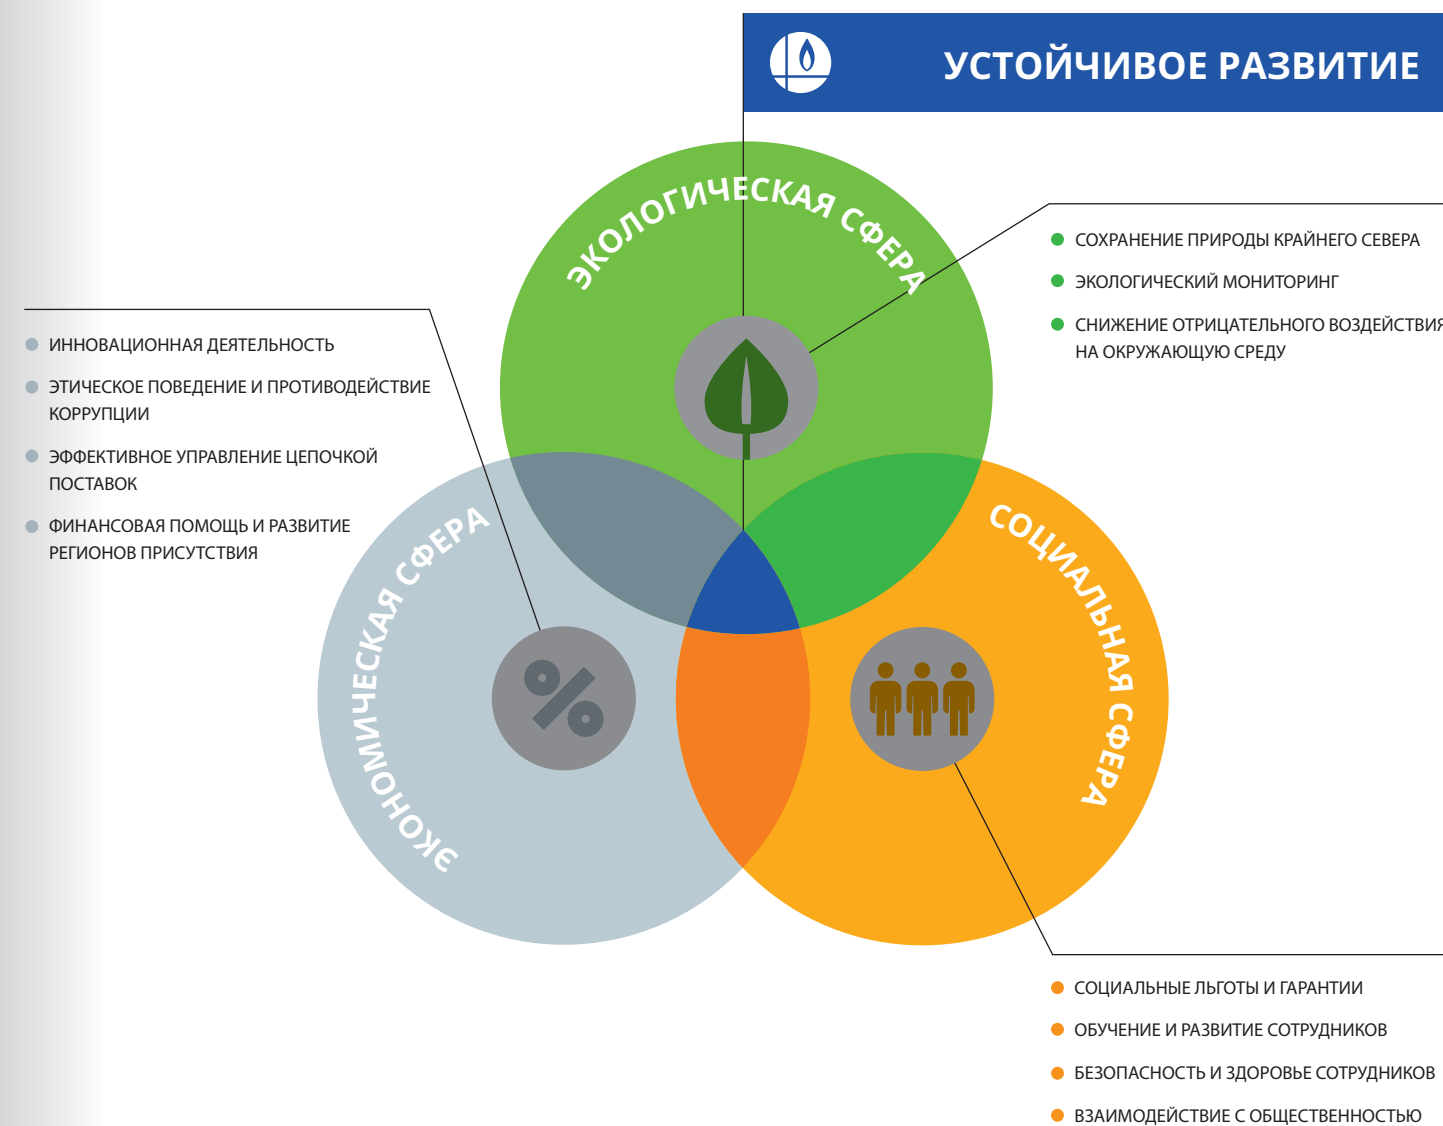 УСТОЙЧИВОЕ РАЗВИТИЕ
ЭКОЛОГИЧЕСКАЯ СФЕРА
СОХРАНЕНИЕ ПРИРОДЫ КРАЙНЕГО СЕВЕРА
ЭКОЛОГИЧЕСКИЙ МОНИТОРИНГ
СНИЖЕНИЕ ОТРИЦАТЕЛЬНОГО ВОЗДЕЙСТВИЯ
НА ОКРУЖАЮЩУЮ СРЕДУ
ИННОВАЦИОННАЯ ДЕЯТЕЛЬНОСТЬ
ЭТИЧЕСКОЕ ПОВЕДЕНИЕ И ПРОТИВОДЕЙСТВИЕ
КОРРУПЦИИ
ЭФФЕКТИВНОЕ УПРАВЛЕНИЕ ЦЕПОЧКОЙ
ПОСТАВОК
ФИНАНСОВАЯ ПОМОЩЬ И РАЗВИТИЕ
РЕГИОНОВ ПРИСУТСТВИЯ
ЭКОНОМИЧЕСКАЯ СФЕРА
%
СОЦИАЛЬНАЯ СФЕРА
СОЦИАЛЬНЫЕ ЛЬГОТЫ И ГАРАНТИИ
ОБУЧЕНИЕ И РАЗВИТИЕ СОТРУДНИКОВ
БЕЗОПАСНОСТЬ И ЗДОРОВЬЕ СОТРУДНИКОВ
ВЗАИМОДЕЙСТВИЕ С ОБЩЕСТВЕННОСТЬЮ